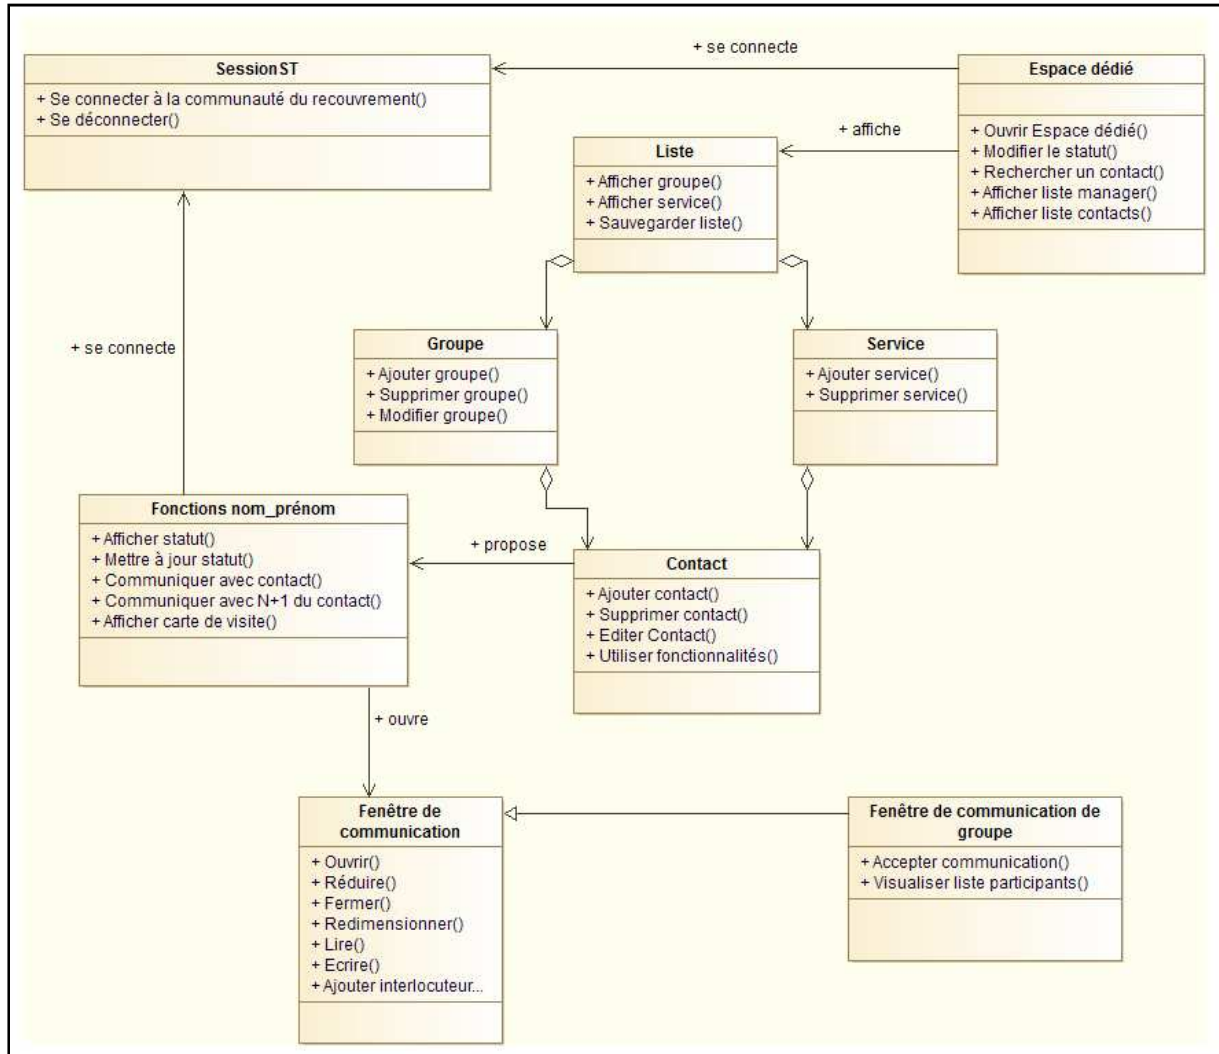 + se connecte
SessionST
+ Se connecter à la communauté du recouvrement()
+ Se déconnecter()
Espace dédié
+ Ouvrir Espace dédié()
+ Modifier le statut()
+ Rechercher un contact()
+ Afficher liste manager()
+ Afficher liste contacts()
+ affiche
Liste
+ Afficher groupe()
+ Afficher service()
+ Sauvegarder liste()
+ se connecte
Groupe
+ Ajouter groupe()
+ Supprimer groupe()
+ Modifier groupe()
Service
+ Ajouter service()
+ Supprimer service()
Fonctions nom_prénom
+ Afficher statut()
+ Mettre à jour statut()
+ Communiquer avec contact()
+ Communiquer avec N+1 du contact()
+ Afficher carte de visite()
+ propose
Contact
+ Ajouter contact()
+ Supprimer contact()
+ Editer Contact()
+ Utiliser fonctionnalités()
+ ouvre
Fenêtre de
communication
+ Ouvrir()
+ Réduire()
+ Fermer()
+ Redimensionner()
+ Lire()
+ Ecrire()
+ Ajouter interlocuteur...
Fenêtre de communication de
groupe
+ Accepter communication()
+ Visualiser liste participants()